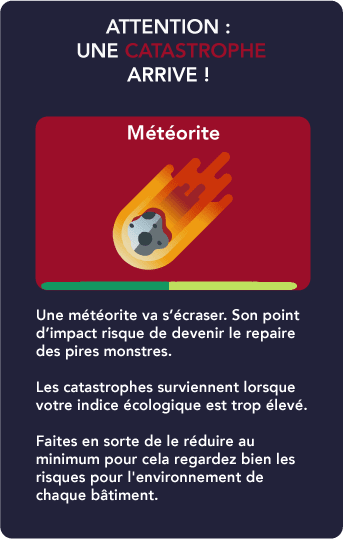 ATTENTION :
UNE CATASTROPHE
ARRIVE !
Météorite
Une météorite va s’écraser. Son point
d’impact risque de devenir le repaire
des pires monstres.
Les catastrophes surviennent lorsque
votre indice écologique est trop élevé.
Faites en sorte de le réduire au
minimum pour cela regardez bien les
risques pour l'environnement de
chaque bâtiment.